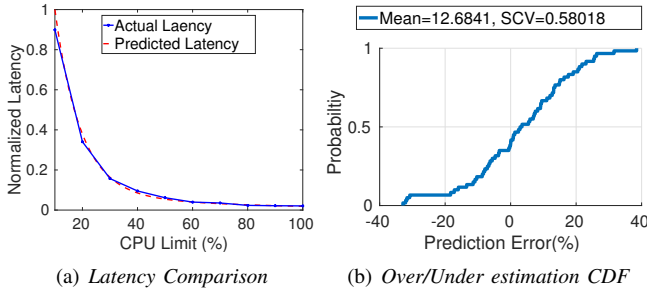 Actual Laency
Predicted Latency
Normalized Latency
1
0.8
0.6
0.4
0.2
0
20 40 60 80 100
CPU Limit (%)
(a) Latency Comparison
Mean=12.6841, SCV=0.58018
Probabiltiy
1
0.5
0
-40 -20 0 20 40
Prediction Error(%)
(b) Over/Under estimation CDF